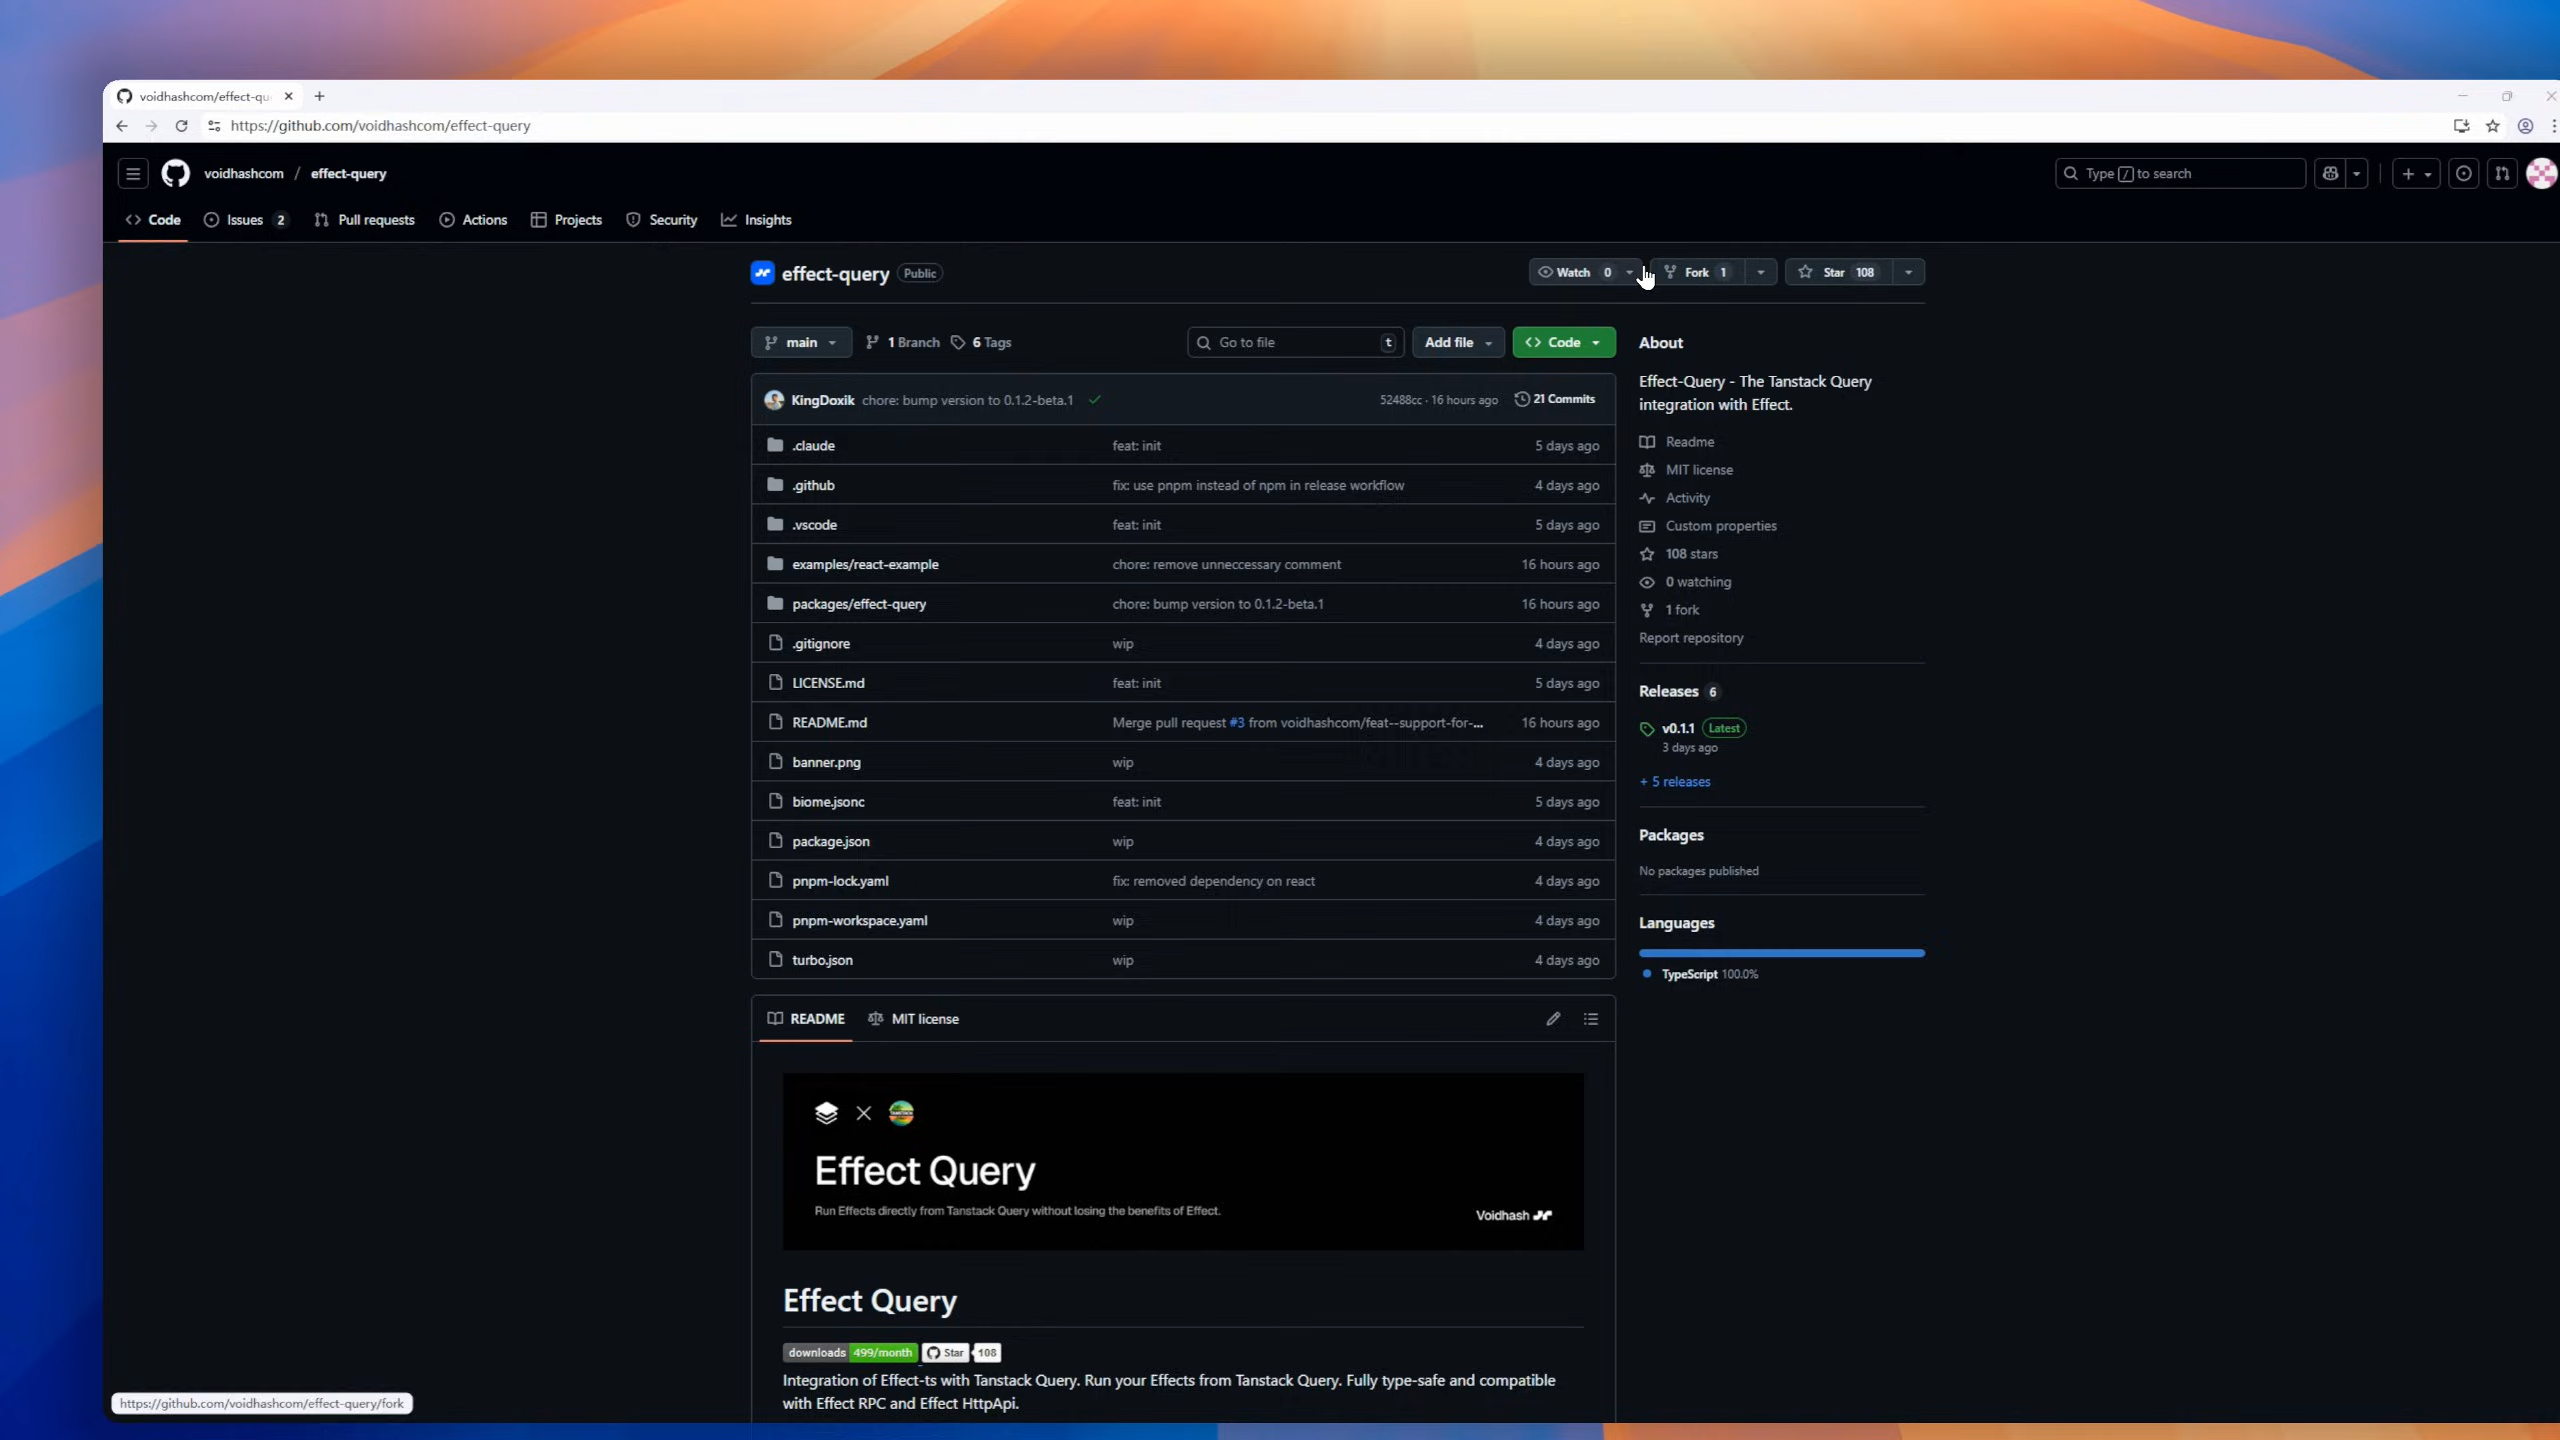 voidhashcom/effect-qu
https://github.com/voidhashcom/effect-query
voidhashcom / effect-query
Type / to search
Code
Issues 2
Pull requests
Actions
Projects
Security
Insights
effect-query Public
Watch 0
Fork 1
Star 108
main
1 Branch
6 Tags
Go to file t
Add file
Code
KingDoxik chore: bump version to 0.1.2-beta.1
52488cc · 16 hours ago
21 Commits
.claude feat: init 5 days ago
.github fix: use pnpm instead of npm in release workflow 4 days ago
.vscode feat: init 5 days ago
examples/react-example chore: remove unneccessary comment 16 hours ago
packages/effect-query chore: bump version to 0.1.2-beta.1 16 hours ago
.gitignore wip 4 days ago
LICENSE.md feat: init 5 days ago
README.md Merge pull request #3 from voidhashcom/feat--support-for-... 16 hours ago
banner.png wip 4 days ago
biome.jsonc feat: init 5 days ago
package.json wip 4 days ago
pnpm-lock.yaml fix: removed dependency on react 4 days ago
pnpm-workspace.yaml wip 4 days ago
turbo.json wip 4 days ago
About
Effect-Query - The Tanstack Query
integration with Effect.
Readme
MIT license
Activity
Custom properties
108 stars
0 watching
1 fork
Report repository
Releases 6
v0.1.1 Latest
3 days ago
+ 5 releases
Packages
No packages published
Languages
TypeScript 100.0%
README
MIT license
Effect Query
Run Effects directly from Tanstack Query without losing the benefits of Effect.
Voidhash
Effect Query
downloads 499/month Star 108
Integration of Effect-ts with Tanstack Query. Run your Effects from Tanstack Query. Fully type-safe and compatible
with Effect RPC and Effect HttpApi.
https://github.com/voidhashcom/effect-query/fork